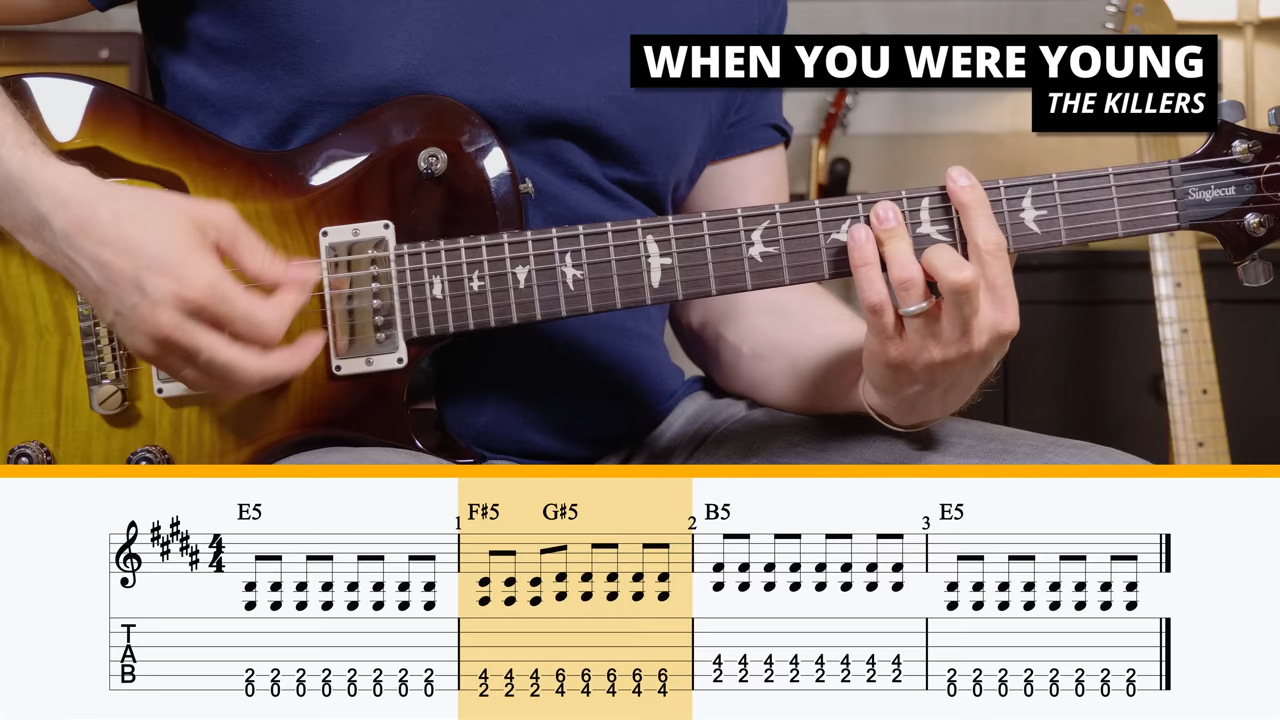 WHEN YOU WERE YOUNG
THE KILLERS
Singlecut
E5 F♯5 G♯5 B5 E5
1 2 3
4
4
T
A
B
4 4 4 4 4 4 4 4
2 2 2 2 2 2 2 2 4 4 4 6 6 6 6 6 2 2 2 2 2 2 2 2 2 2 2 2 2 2 2 2
0 0 0 0 0 0 0 0 2 2 2 4 4 4 4 4 0 0 0 0 0 0 0 0